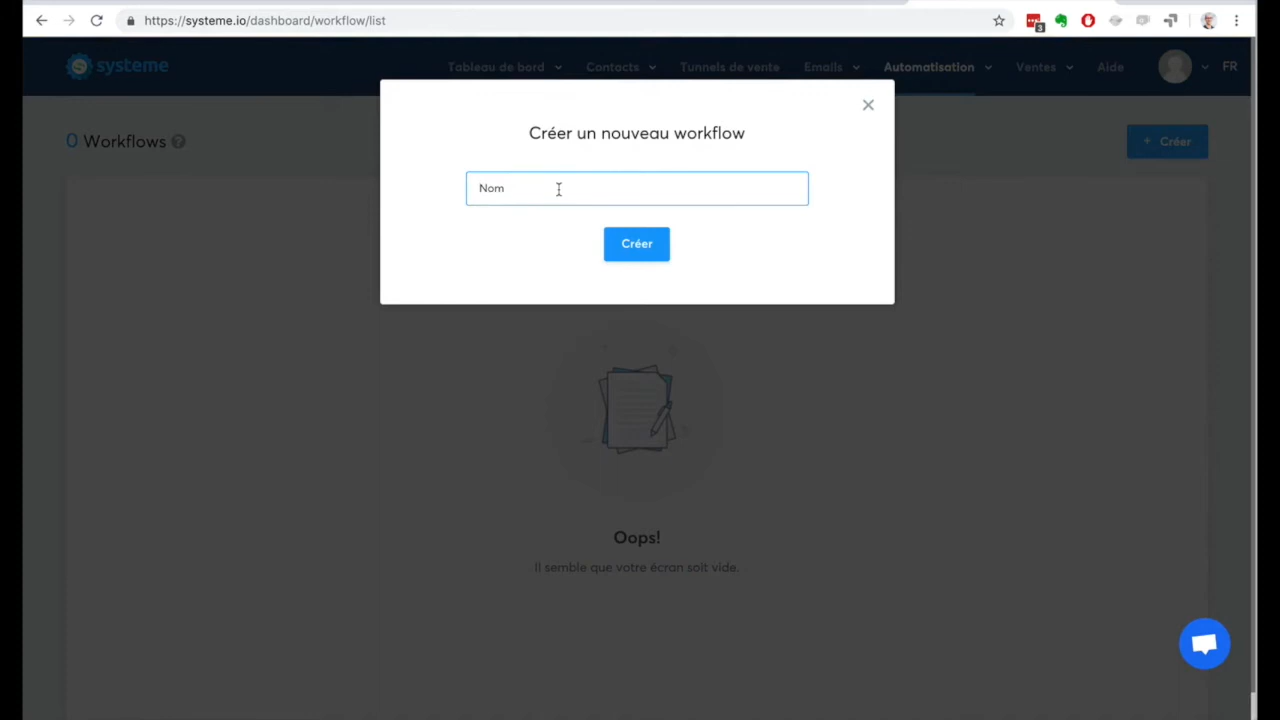 https://systeme.io/dashboard/workflow/list
3
systeme
Tableau de bord
Contacts
Tunnels de vente
Emails
Automatisation
Ventes
Aide
FR
Créer un nouveau workflow
0 Workflows ?
+ Créer
Nom
Créer
Oops!
Il semble que votre écran soit vide.